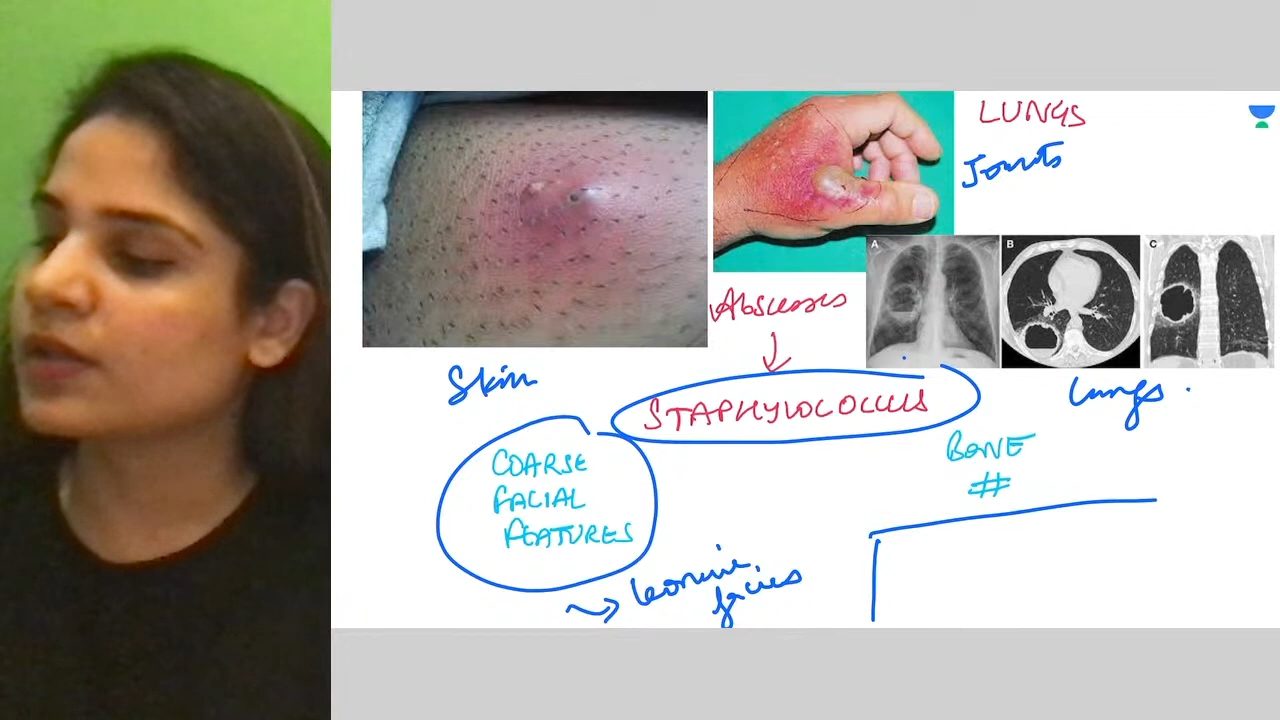 LUNGS
Joints
A
B
C
Abscesses
Skin
STAPHYLOCOCCUS
Lungs.
COARSE
FACIAL
FEATURES
BONE
#
leonine
facies